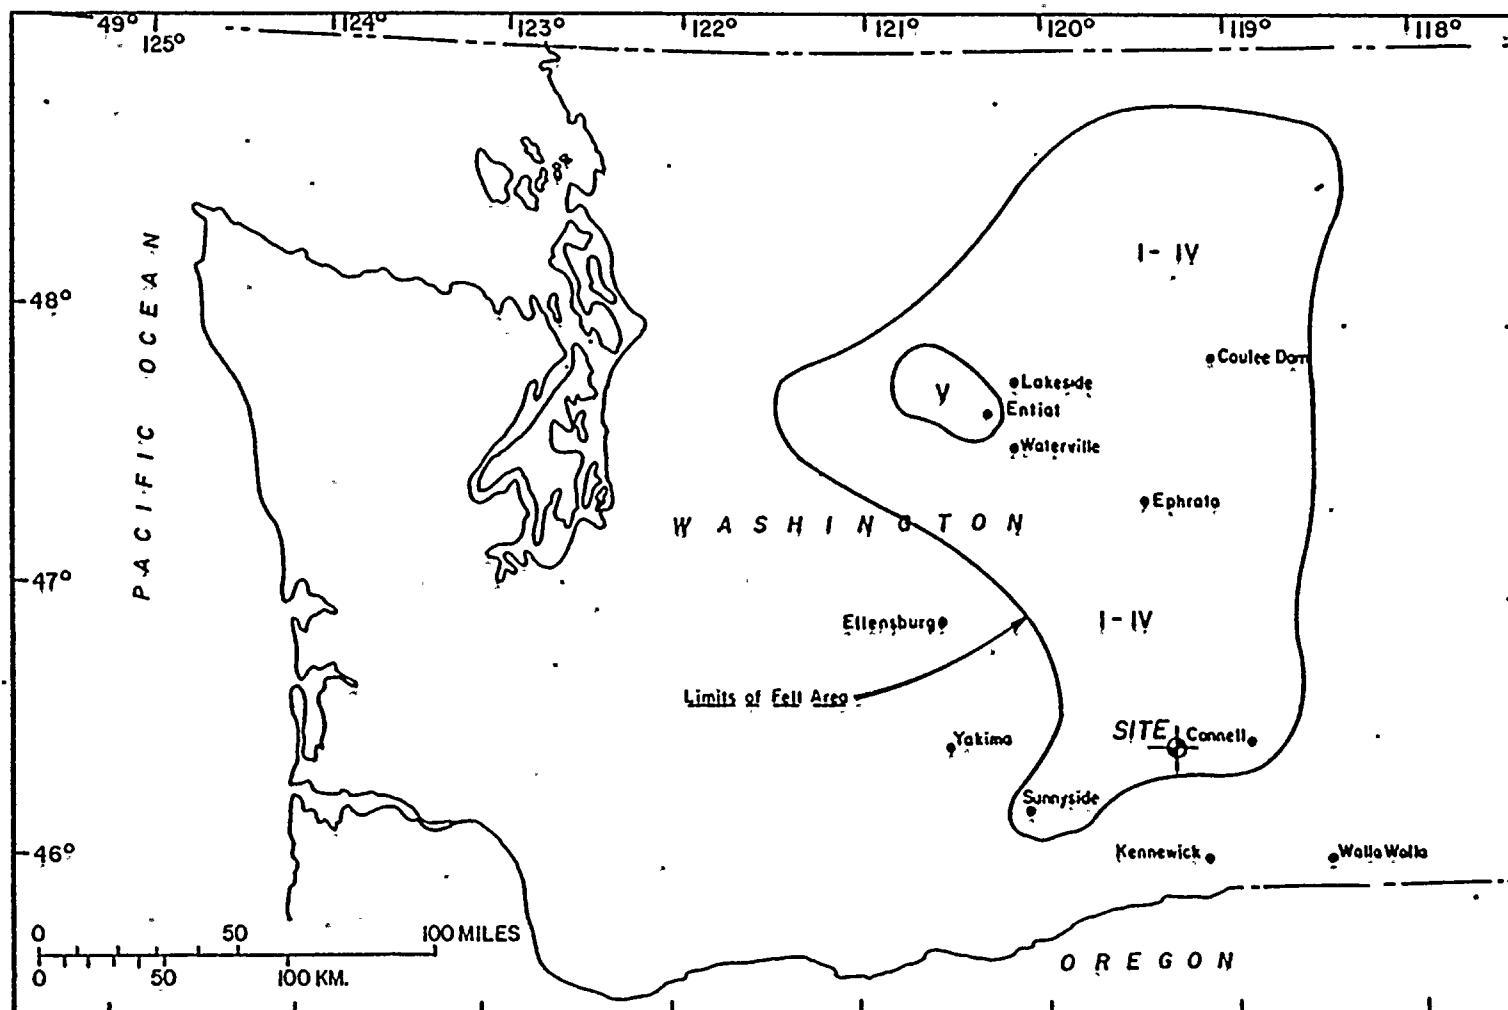 49°
125°
124°
123°
122°
121°
120°
119°
118°
48°
47°
46°
PACIFIC OCEAN
WASHINGTON
I-IV
Coulee Dam
V
Lakeside
Entiat
Waterville
Ephrata
Ellensburg
I-IV
Limits of Felt Area
Yakima
SITE
Connell
Sunnyside
Kennewick
Walla Walla
OREGON
0 50 100 MILES
0 50 100 KM.